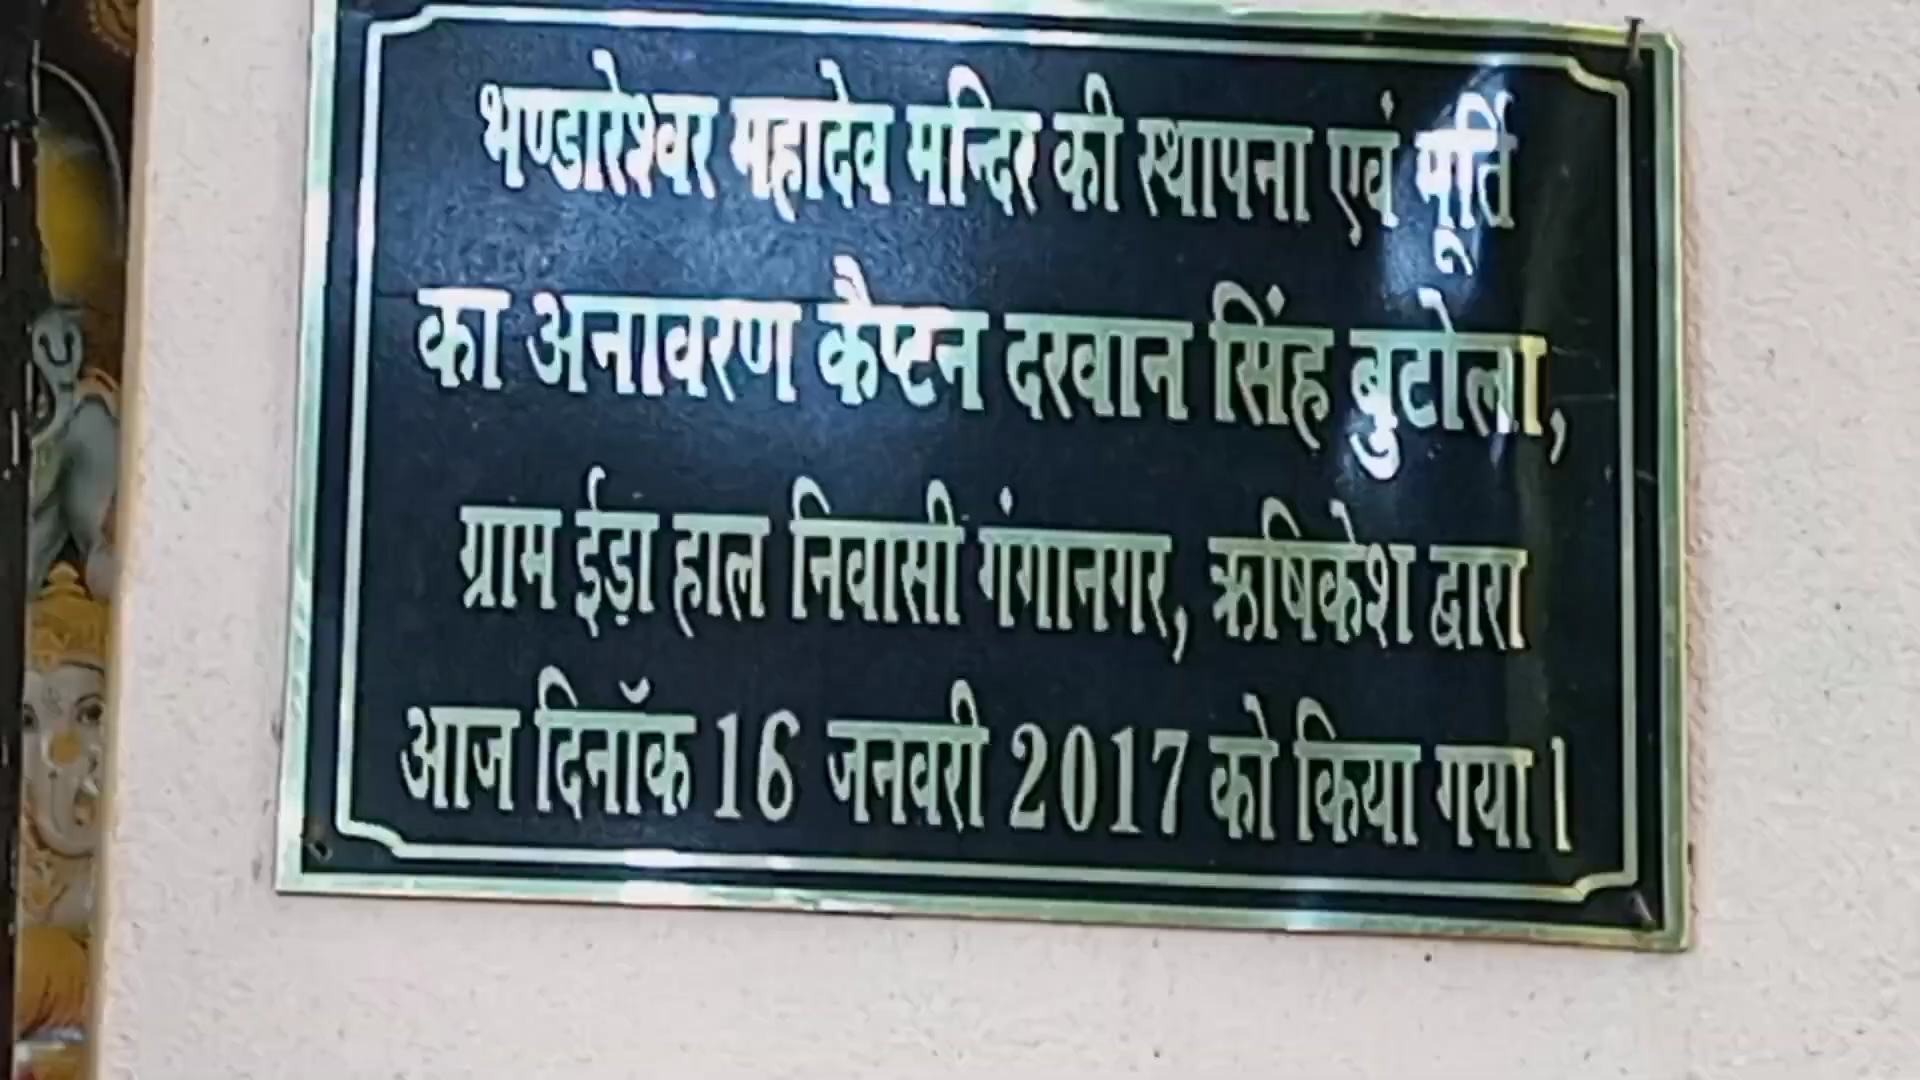 भण्डारेश्वर महादेव मन्दिर की स्थापना एवं मूर्ति
का अनावरण कैप्टन दरवान सिंह बुटोला,
ग्राम ईड़ा हाल निवासी गंगानगर, ऋषिकेश द्वारा
आज दिनॉक 16 जनवरी 2017 को किया गया।